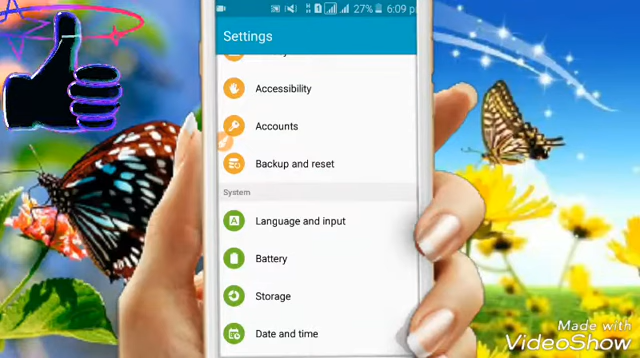 27% 6:09
Settings
Accessibility
Accounts
Backup and reset
System
Language and input
Battery
Storage
Date and time
Made with
VideoShow